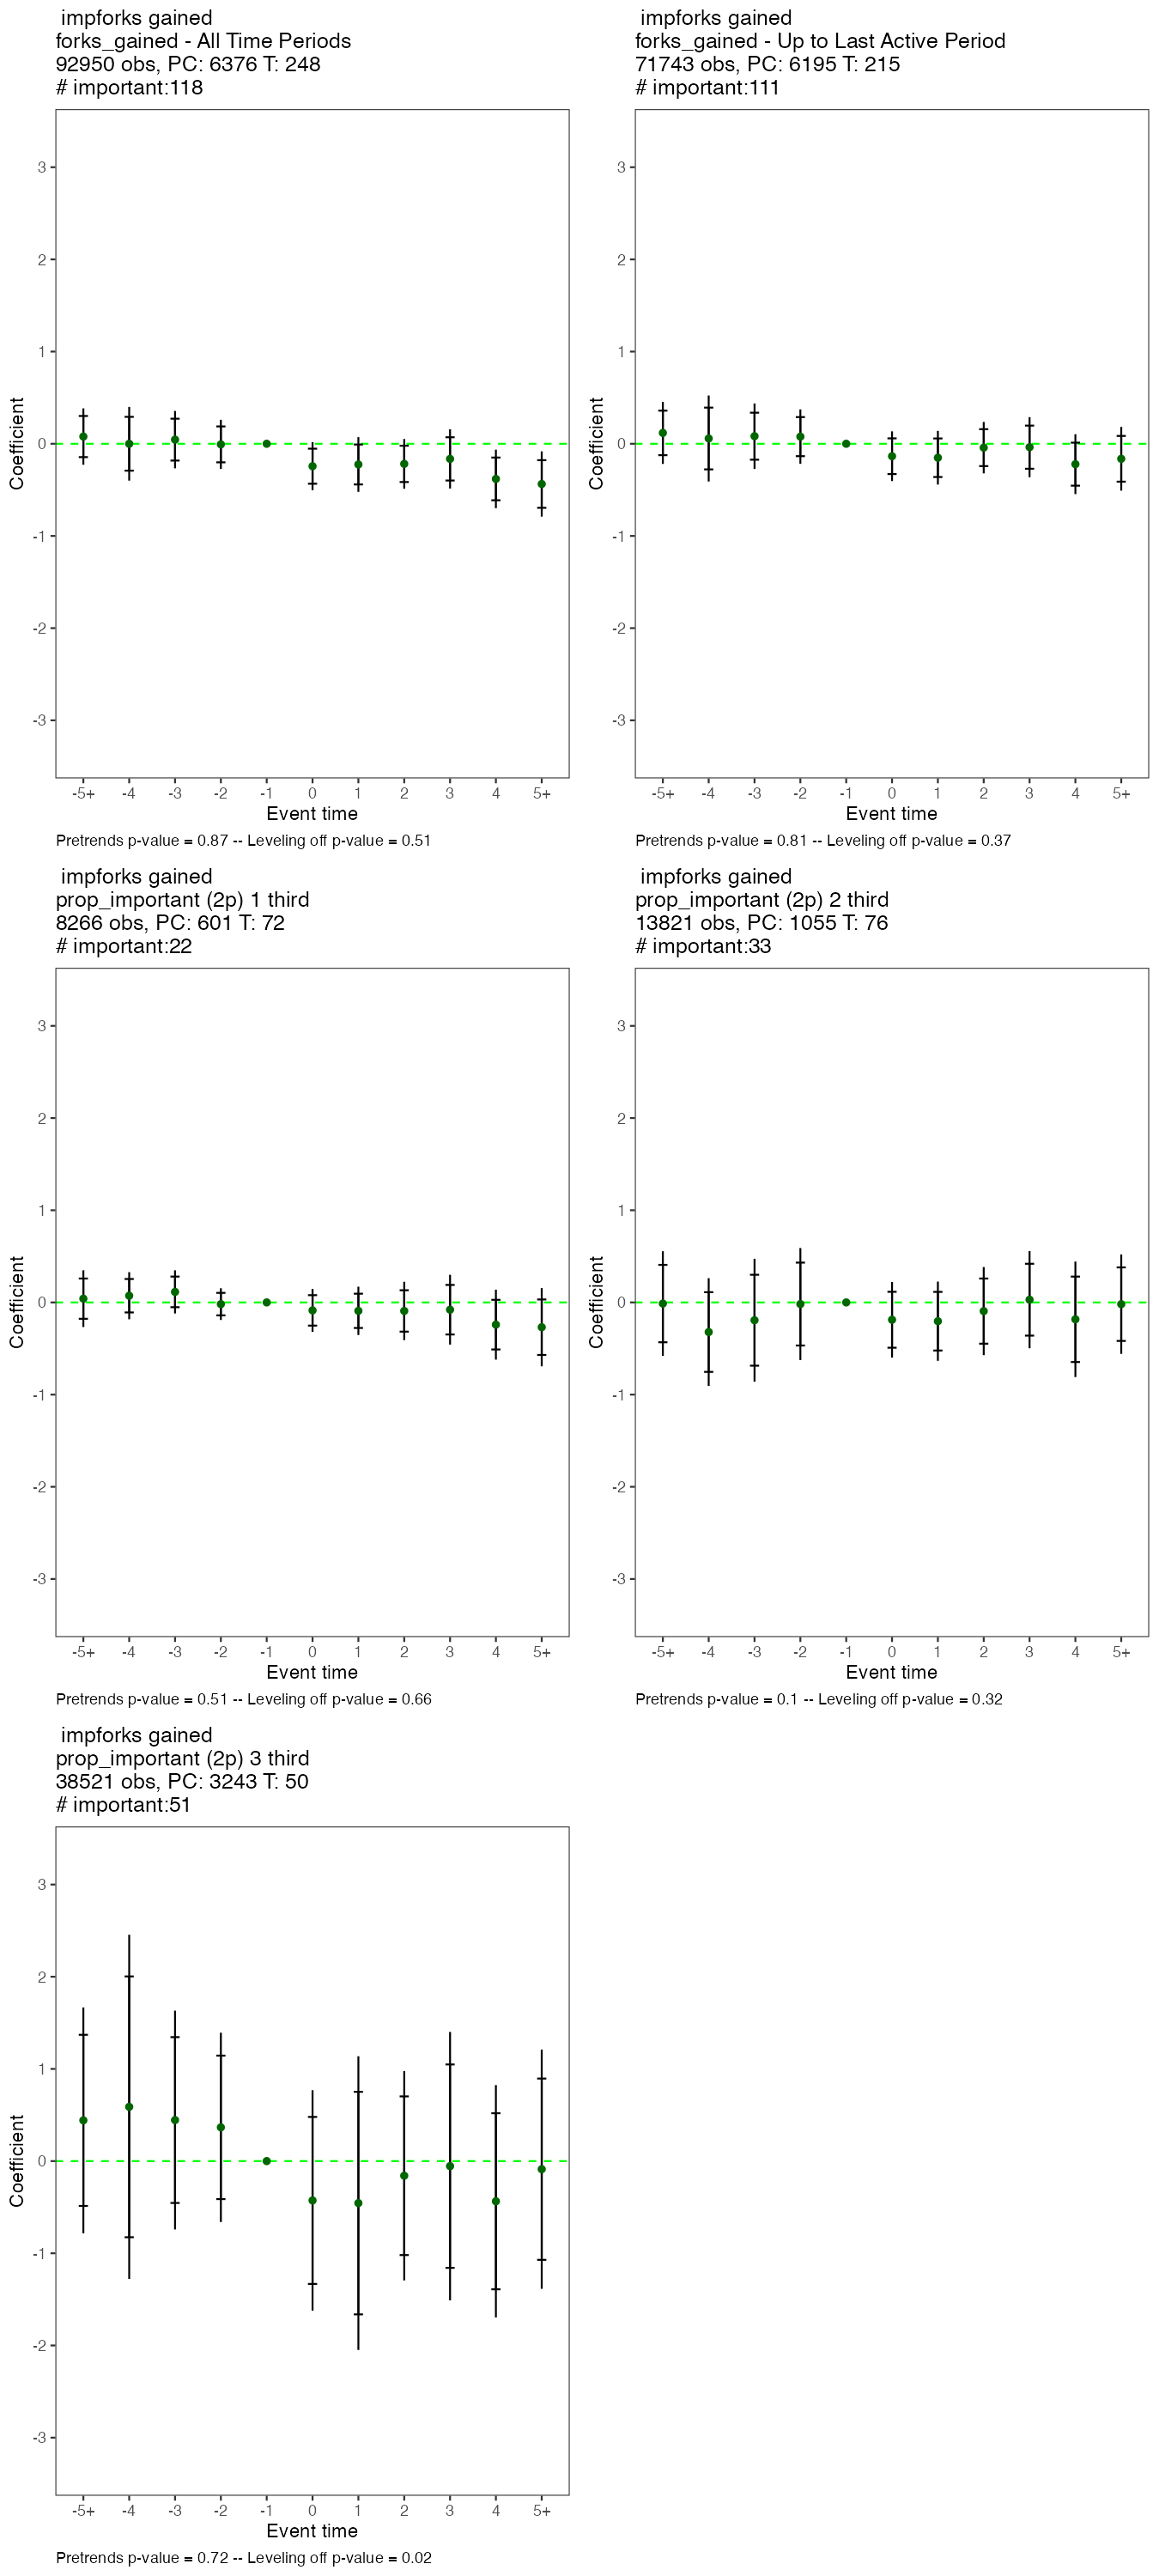 impforks gained
forks_gained - All Time Periods
92950 obs, PC: 6376 T: 248
# important:118
3
2
1
0
-1
-2
-3
Coefficient
-5+ -4 -3 -2 -1 0 1 2 3 4 5+
Event time
Pretrends p-value = 0.87 -- Leveling off p-value = 0.51
impforks gained
forks_gained - Up to Last Active Period
71743 obs, PC: 6195 T: 215
# important:111
3
2
1
0
-1
-2
-3
Coefficient
-5+ -4 -3 -2 -1 0 1 2 3 4 5+
Event time
Pretrends p-value = 0.81 -- Leveling off p-value = 0.37
impforks gained
prop_important (2p) 1 third
8266 obs, PC: 601 T: 72
# important:22
3
2
1
0
-1
-2
-3
Coefficient
-5+ -4 -3 -2 -1 0 1 2 3 4 5+
Event time
Pretrends p-value = 0.51 -- Leveling off p-value = 0.66
impforks gained
prop_important (2p) 2 third
13821 obs, PC: 1055 T: 76
# important:33
3
2
1
0
-1
-2
-3
Coefficient
-5+ -4 -3 -2 -1 0 1 2 3 4 5+
Event time
Pretrends p-value = 0.1 -- Leveling off p-value = 0.32
impforks gained
prop_important (2p) 3 third
38521 obs, PC: 3243 T: 50
# important:51
3
2
1
0
-1
-2
-3
Coefficient
-5+ -4 -3 -2 -1 0 1 2 3 4 5+
Event time
Pretrends p-value = 0.72 -- Leveling off p-value = 0.02